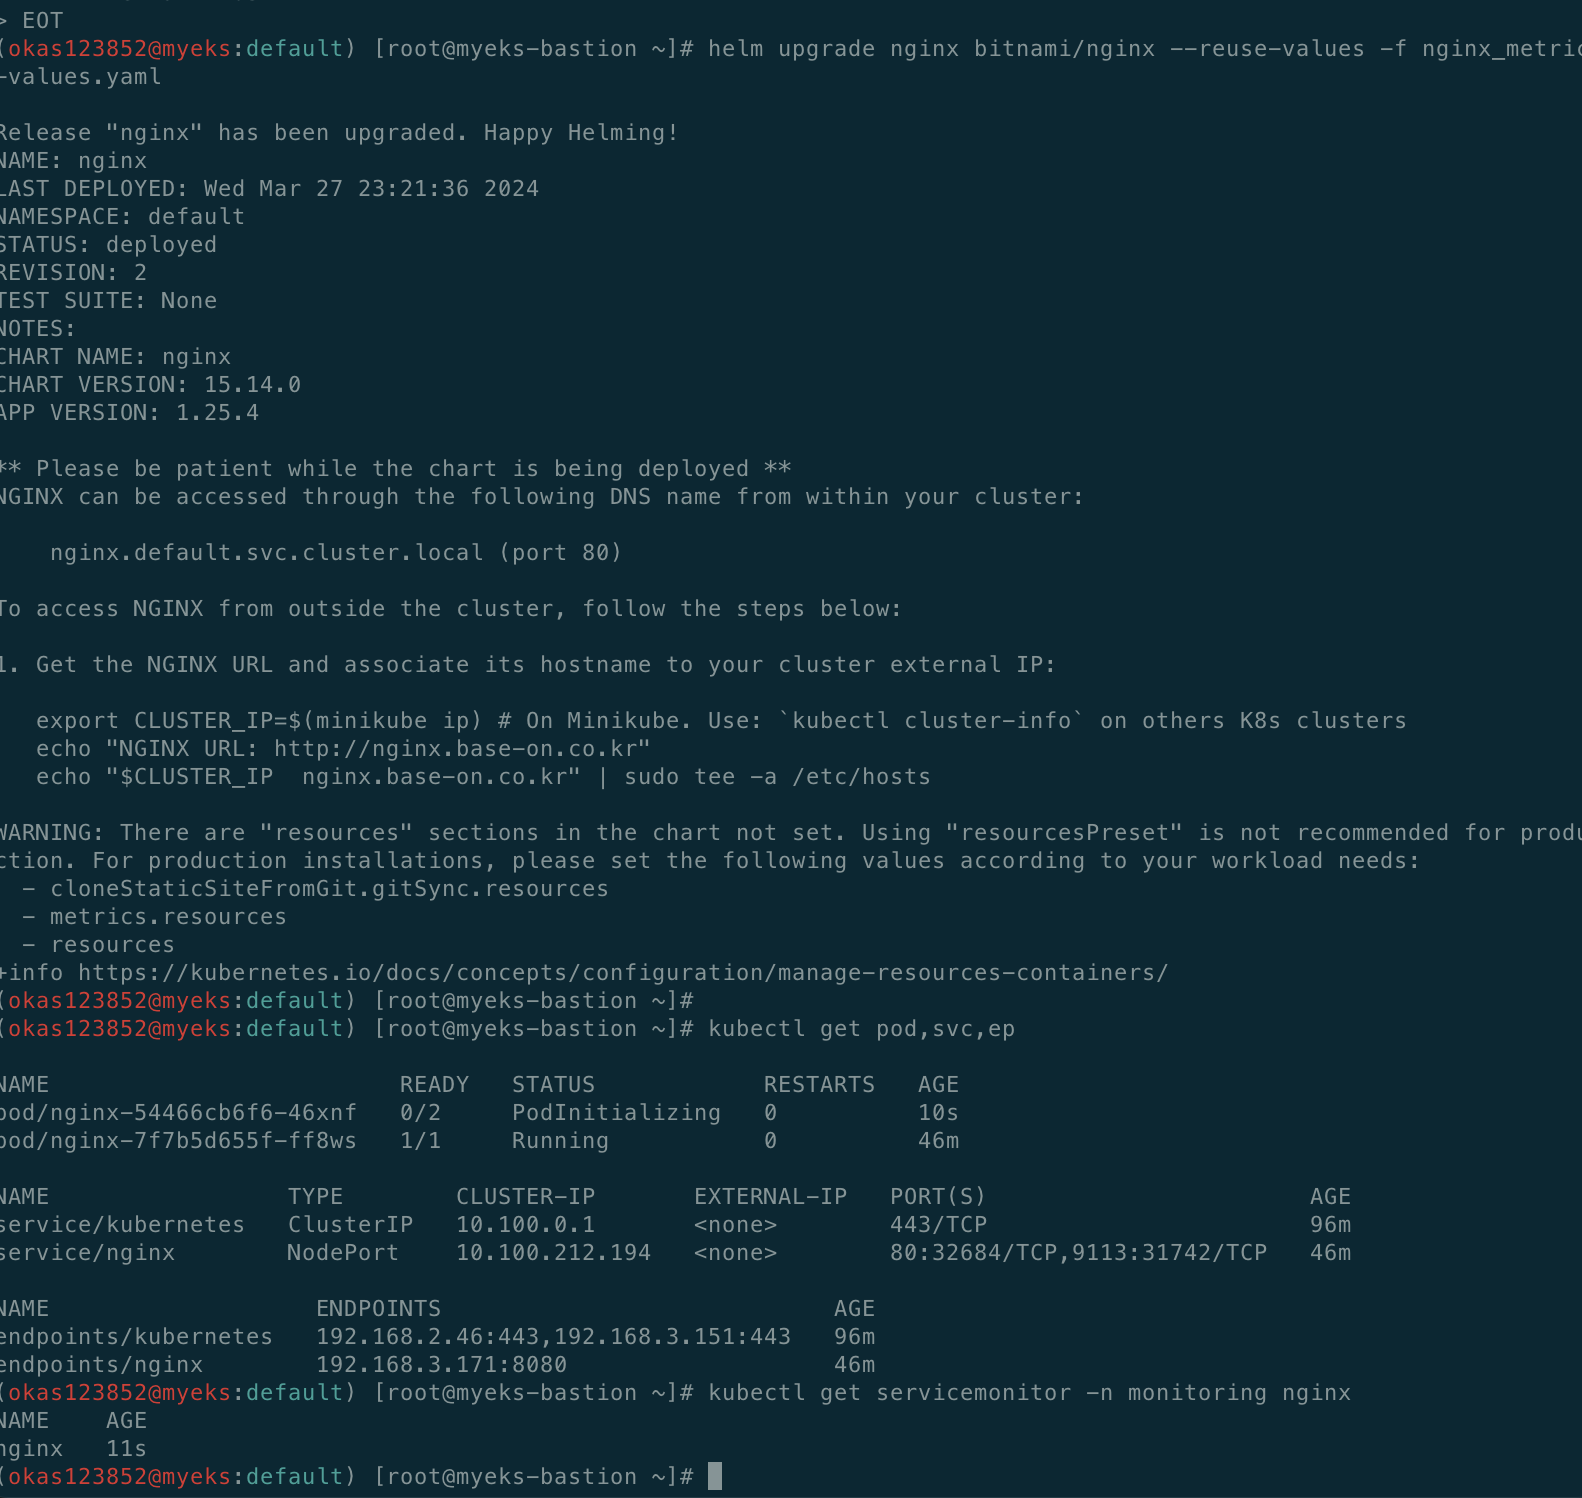 > EOT
(okas123852@myeks:default) [root@myeks-bastion ~]# helm upgrade nginx bitnami/nginx --reuse-values -f nginx_metric
-values.yaml
Release "nginx" has been upgraded. Happy Helming!
NAME: nginx
LAST DEPLOYED: Wed Mar 27 23:21:36 2024
NAMESPACE: default
STATUS: deployed
REVISION: 2
TEST SUITE: None
NOTES:
CHART NAME: nginx
CHART VERSION: 15.14.0
APP VERSION: 1.25.4
** Please be patient while the chart is being deployed **
NGINX can be accessed through the following DNS name from within your cluster:
nginx.default.svc.cluster.local (port 80)
To access NGINX from outside the cluster, follow the steps below:
1. Get the NGINX URL and associate its hostname to your cluster external IP:
export CLUSTER_IP=$(minikube ip) # On Minikube. Use: `kubectl cluster-info` on others K8s clusters
echo "NGINX URL: http://nginx.base-on.co.kr"
echo "$CLUSTER_IP  nginx.base-on.co.kr" | sudo tee -a /etc/hosts
WARNING: There are "resources" sections in the chart not set. Using "resourcesPreset" is not recommended for produ
ction. For production installations, please set the following values according to your workload needs:
- cloneStaticSiteFromGit.gitSync.resources
- metrics.resources
- resources
+info https://kubernetes.io/docs/concepts/configuration/manage-resources-containers/
(okas123852@myeks:default) [root@myeks-bastion ~]#
(okas123852@myeks:default) [root@myeks-bastion ~]# kubectl get pod,svc,ep
NAME READY STATUS RESTARTS AGE
pod/nginx-54466cb6f6-46xnf 0/2 PodInitializing 0 10s
pod/nginx-7f7b5d655f-ff8ws 1/1 Running 0 46m
NAME TYPE CLUSTER-IP EXTERNAL-IP PORT(S) AGE
service/kubernetes ClusterIP 10.100.0.1 <none> 443/TCP 96m
service/nginx NodePort 10.100.212.194 <none> 80:32684/TCP,9113:31742/TCP 46m
NAME ENDPOINTS AGE
endpoints/kubernetes 192.168.2.46:443,192.168.3.151:443 96m
endpoints/nginx 192.168.3.171:8080 46m
(okas123852@myeks:default) [root@myeks-bastion ~]# kubectl get servicemonitor -n monitoring nginx
NAME AGE
nginx 11s
(okas123852@myeks:default) [root@myeks-bastion ~]#